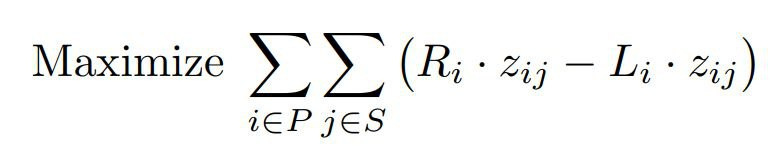 Maximize ∑_{i∈P} ∑_{j∈S} (R_i · z_{ij} − L_i · z_{ij})